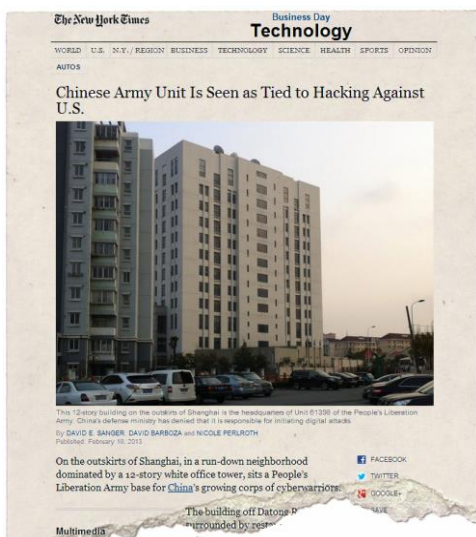 The New York Times
Business Day
Technology
WORLD U.S. N.Y. / REGION BUSINESS TECHNOLOGY SCIENCE HEALTH SPORTS OPINION
AUTOS
Chinese Army Unit Is Seen as Tied to Hacking Against
U.S.
This 12-story building on the outskirts of Shanghai is the headquarters of Unit 61398 of the People's Liberation
Army. China's defense ministry has denied that it is responsible for initiating digital attacks.
By DAVID E. SANGER, DAVID BARBOZA and NICOLE PERLROTH
Published: February 18, 2013
On the outskirts of Shanghai, in a run-down neighborhood
dominated by a 12-story white office tower, sits a People's
Liberation Army base for China's growing corps of cyberwarriors.
FACEBOOK
TWITTER
GOOGLE+
SAVE
The building off Datong
surrounded by
Multimedia